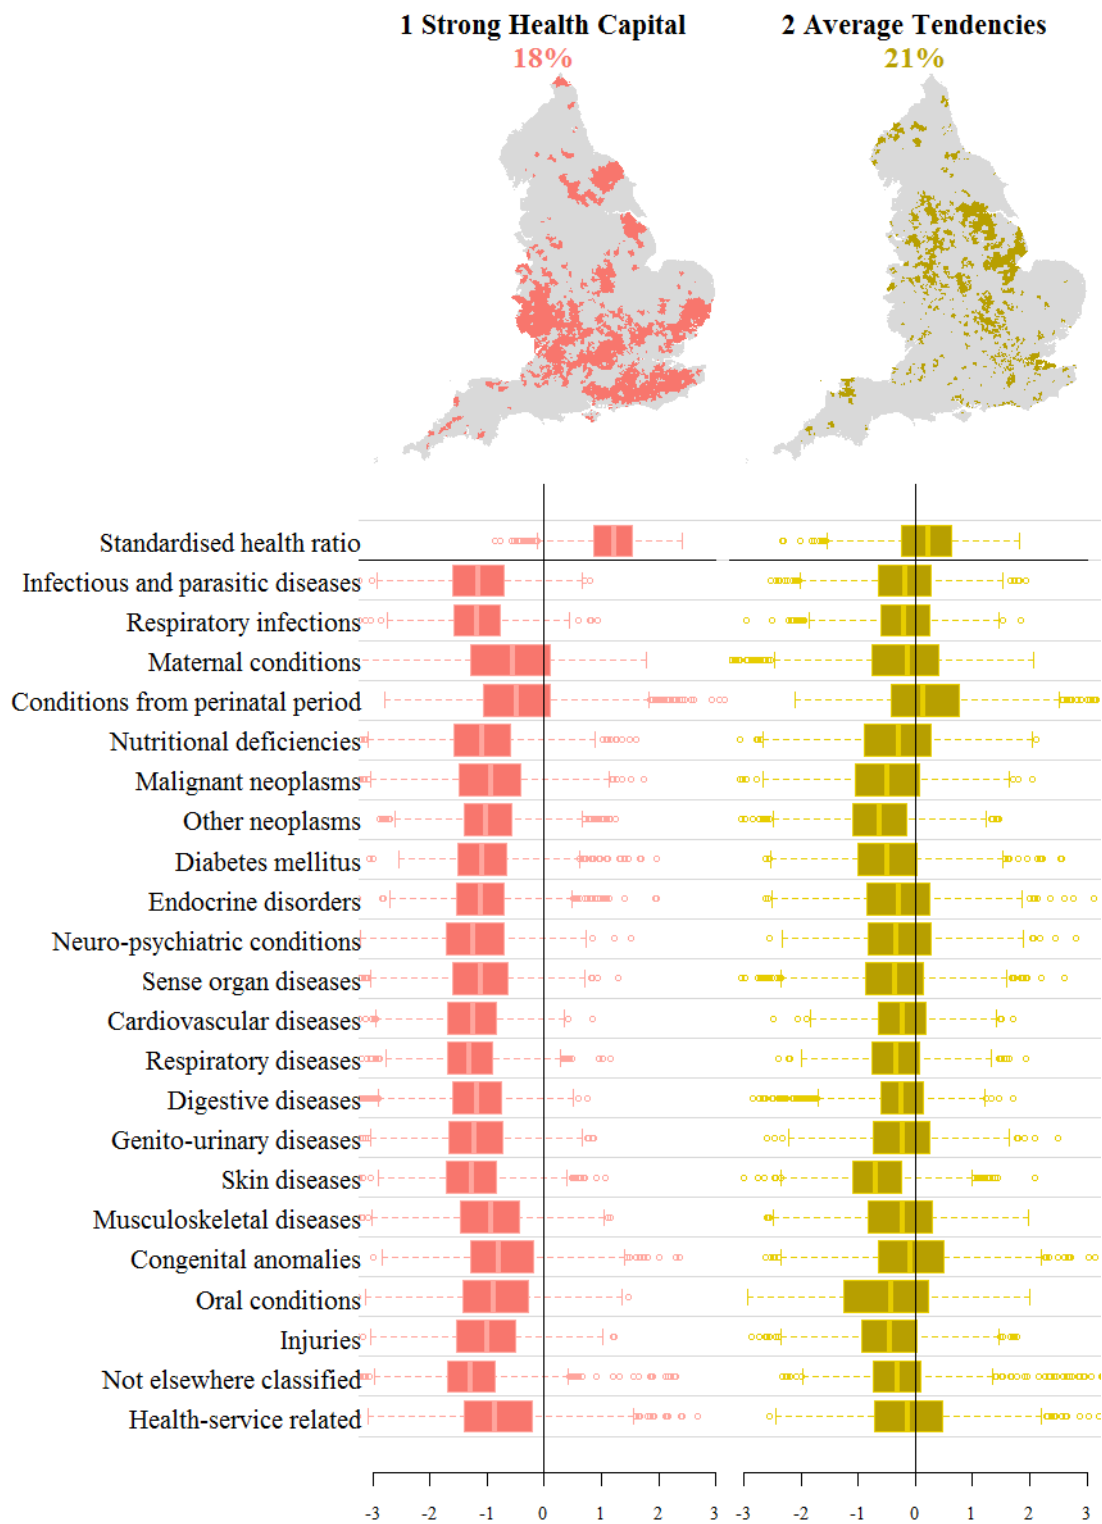 1 Strong Health Capital
18%
2 Average Tendencies
21%
Standardised health ratio
Infectious and parasitic diseases
Respiratory infections
Maternal conditions
Conditions from perinatal period
Nutritional deficiencies
Malignant neoplasms
Other neoplasms
Diabetes mellitus
Endocrine disorders
Neuro-psychiatric conditions
Sense organ diseases
Cardiovascular diseases
Respiratory diseases
Digestive diseases
Genito-urinary diseases
Skin diseases
Musculoskeletal diseases
Congenital anomalies
Oral conditions
Injuries
Not elsewhere classified
Health-service related
-3 -2 -1 0 1 2 3
-3 -2 -1 0 1 2 3